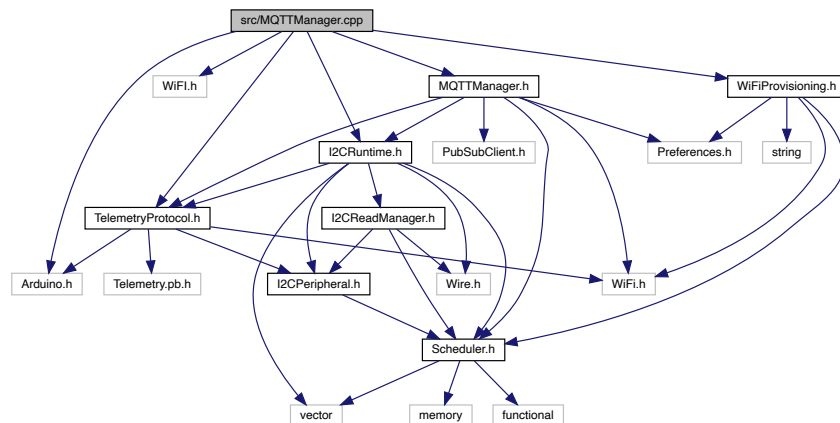 src/MQTTManager.cpp
WiFI.h
MQTTManager.h
WiFiProvisioning.h
I2CRuntime.h
PubSubClient.h
Preferences.h
string
TelemetryProtocol.h
I2CReadManager.h
Arduino.h
Telemetry.pb.h
I2CPeripheral.h
Wire.h
WiFi.h
Scheduler.h
vector
memory
functional